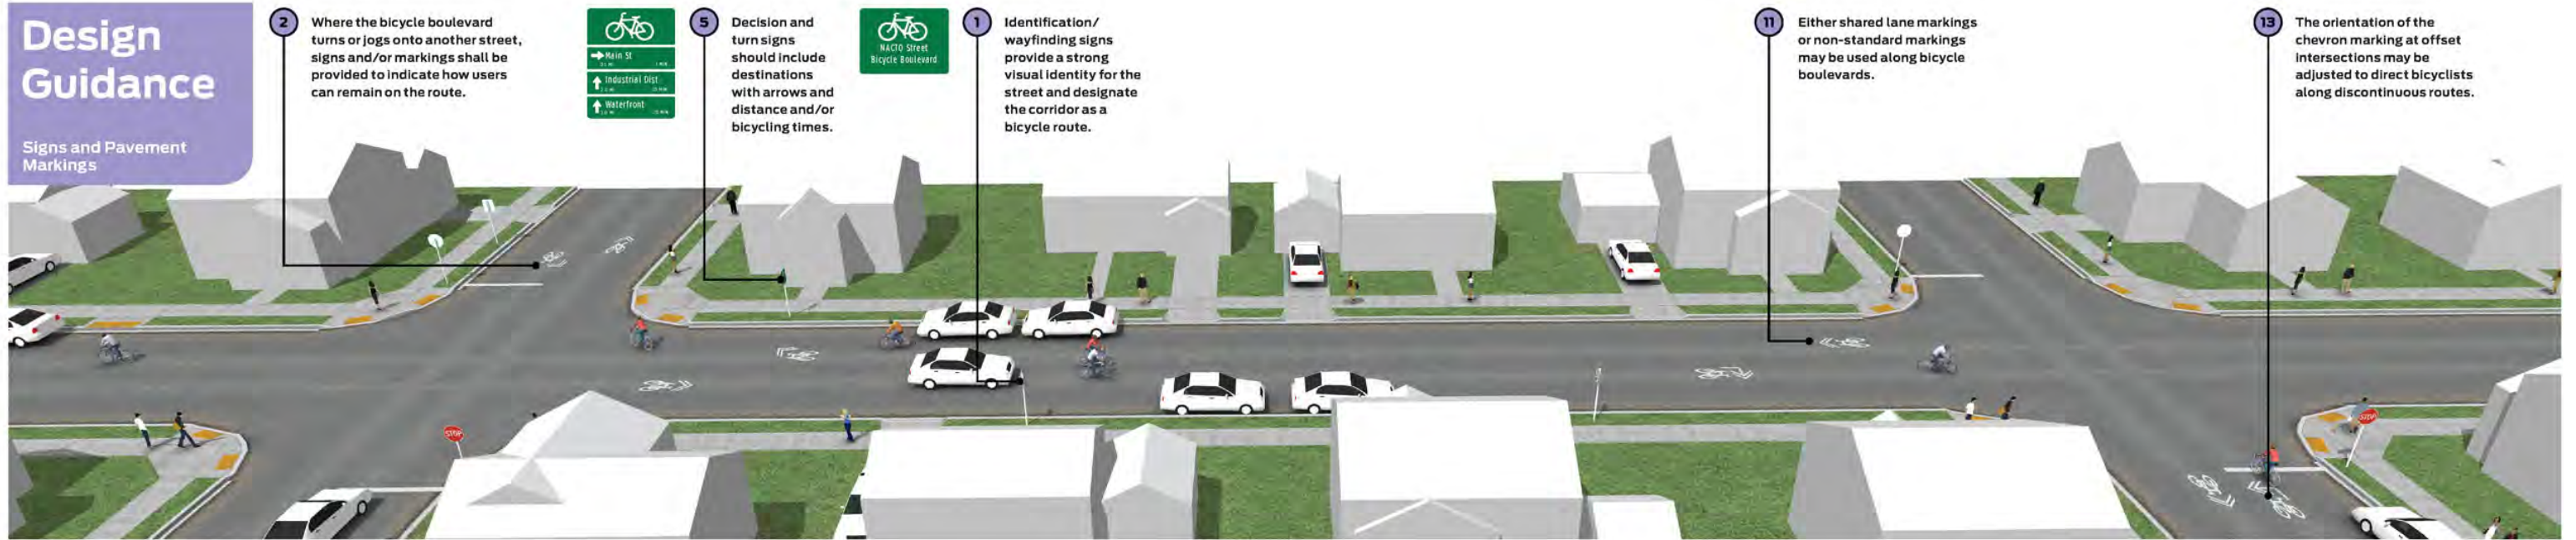 Design
Guidance
Signs and Pavement
Markings
2
Where the bicycle boulevard
turns or jogs onto another street,
signs and/or markings shall be
provided to indicate how users
can remain on the route.
Main St
Industrial Dist
Waterfront
5
Decision and
turn signs
should include
destinations
with arrows and
distance and/or
bicycling times.
NACTO Street
Bicycle Boulevard
1
Identification/
wayfinding signs
provide a strong
visual identity for the
street and designate
the corridor as a
bicycle route.
11
Either shared lane markings
or non-standard markings
may be used along bicycle
boulevards.
13
The orientation of the
chevron marking at offset
intersections may be
adjusted to direct bicyclists
along discontinuous routes.
STOP
STOP